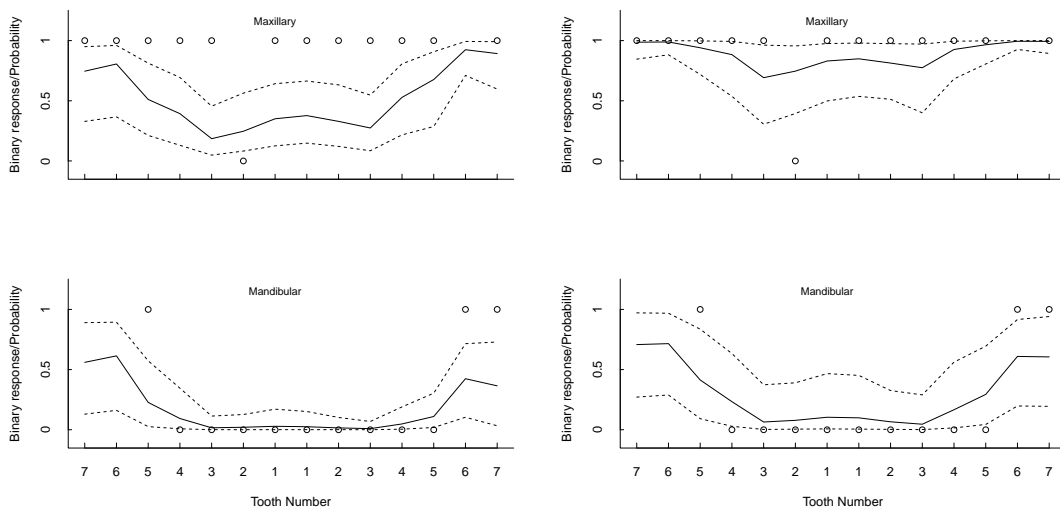 Maxillary
Binary response/Probability
1
0.5
0
Maxillary
Binary response/Probability
1
0.5
0
Mandibular
Binary response/Probability
1
0.5
0
7 6 5 4 3 2 1 1 2 3 4 5 6 7
Tooth Number
Mandibular
Binary response/Probability
1
0.5
0
7 6 5 4 3 2 1 1 2 3 4 5 6 7
Tooth Number